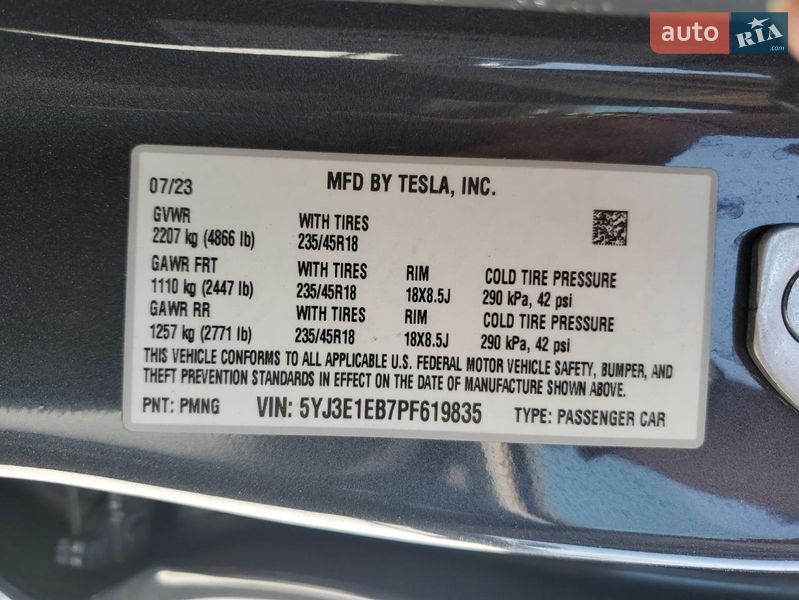 auto RIA.com
07/23 MFD BY TESLA, INC.
GVWR WITH TIRES
2207 kg (4866 lb) 235/45R18
GAWR FRT WITH TIRES RIM COLD TIRE PRESSURE
1110 kg (2447 lb) 235/45R18 18X8.5J 290 kPa, 42 psi
GAWR RR WITH TIRES RIM COLD TIRE PRESSURE
1257 kg (2771 lb) 235/45R18 18X8.5J 290 kPa, 42 psi
THIS VEHICLE CONFORMS TO ALL APPLICABLE U.S. FEDERAL MOTOR VEHICLE SAFETY, BUMPER, AND
THEFT PREVENTION STANDARDS IN EFFECT ON THE DATE OF MANUFACTURE SHOWN ABOVE.
PNT: PMNG VIN: 5YJ3E1EB7PF619835 TYPE: PASSENGER CAR